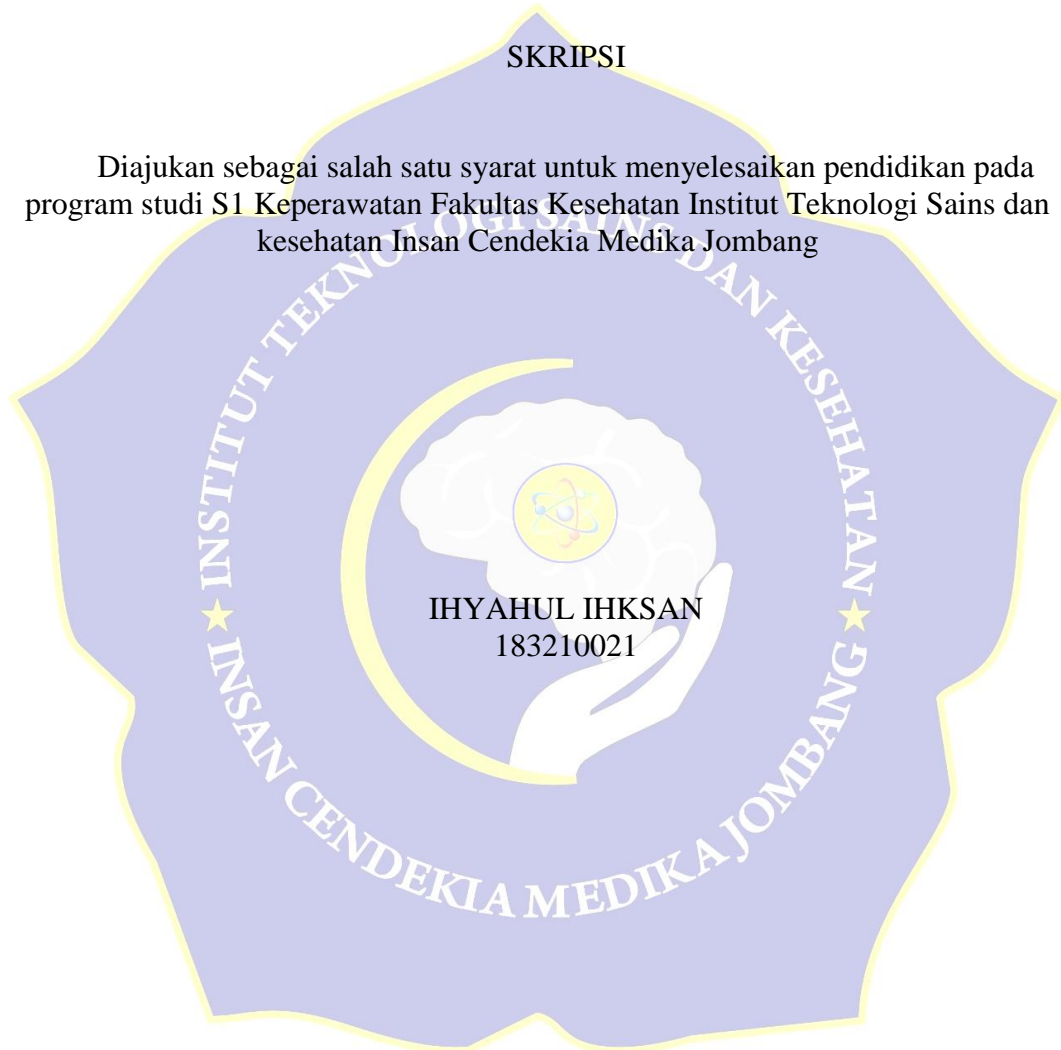 SKRIPSI
Diajukan sebagai salah satu syarat untuk menyelesaikan pendidikan pada
program studi S1 Keperawatan Fakultas Kesehatan Institut Teknologi Sains dan
kesehatan Insan Cendekia Medika Jombang
INSTITUT TEKNOLOGI SAINS DAN KESEHATAN
IHYAHUL IHKSAN
183210021
INSAN CENDEKIA MEDIKA JOMBANG